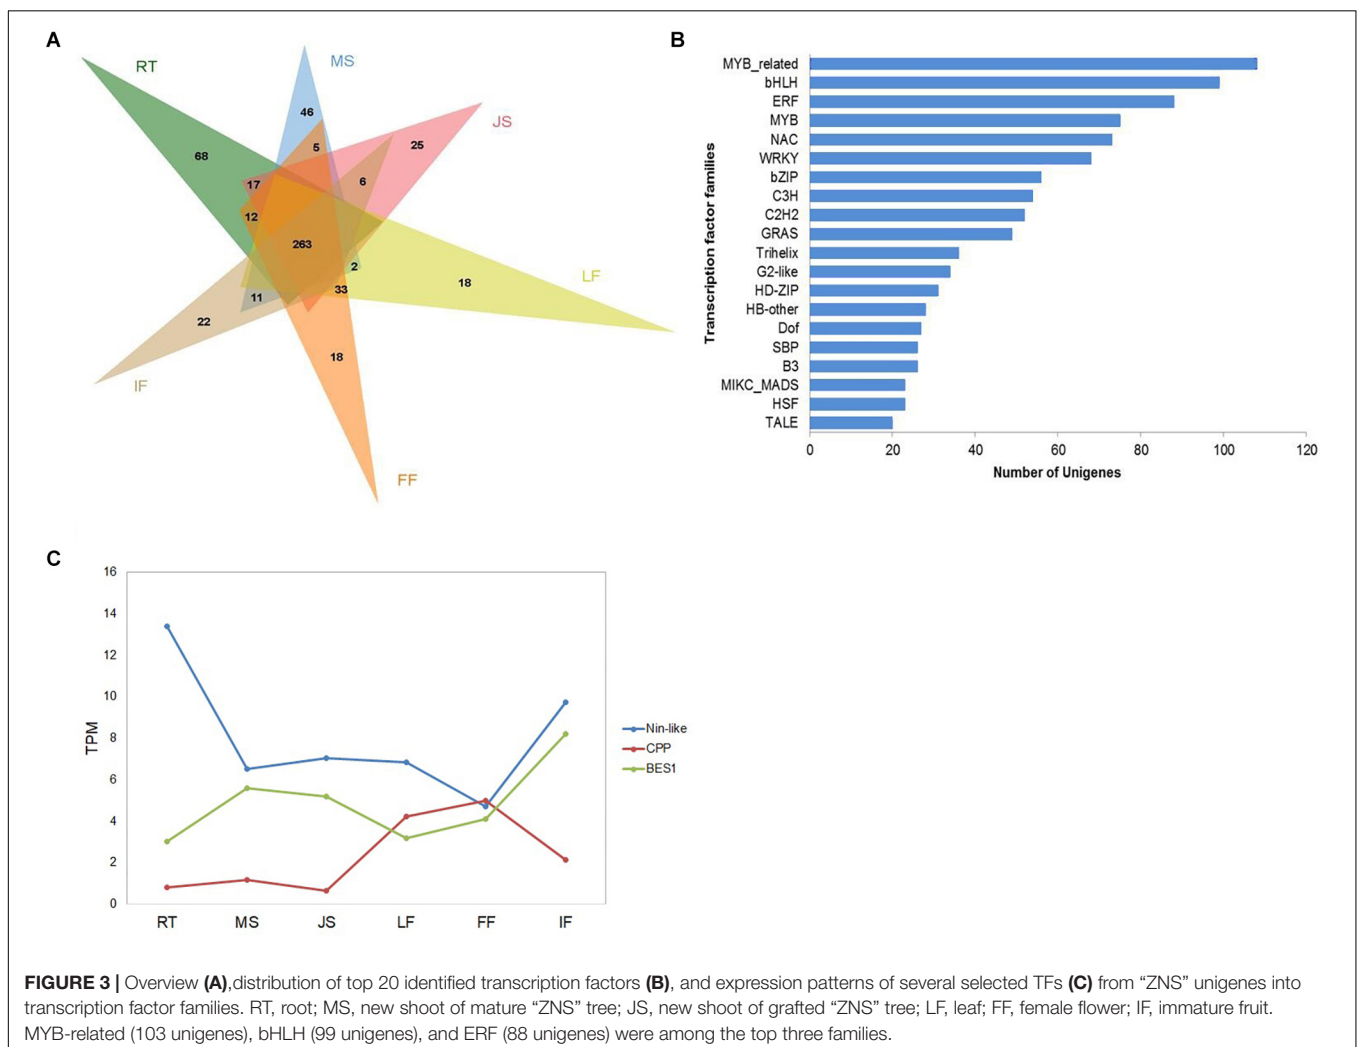 A
RT
MS
JS
LF
FF
IF
46
5
25
6
68
17
12
263
2
33
18
11
22
18
B
Transcription factor families
MYB_related
bHLH
ERF
MYB
NAC
WRKY
bZIP
C3H
C2H2
GRAS
Trihelix
G2-like
HD-ZIP
HB-other
Dof
SBP
B3
MIKC_MADS
HSF
TALE
0 20 40 60 80 100 120
Number of Unigenes
C
TPM
16
14
12
10
8
6
4
2
0
RT MS JS LF FF IF
Nin-like
CPP
BES1
FIGURE 3 | Overview (A),distribution of top 20 identified transcription factors (B), and expression patterns of several selected TFs (C) from “ZNS” unigenes into
transcription factor families. RT, root; MS, new shoot of mature “ZNS” tree; JS, new shoot of grafted “ZNS” tree; LF, leaf; FF, female flower; IF, immature fruit.
MYB-related (103 unigenes), bHLH (99 unigenes), and ERF (88 unigenes) were among the top three families.